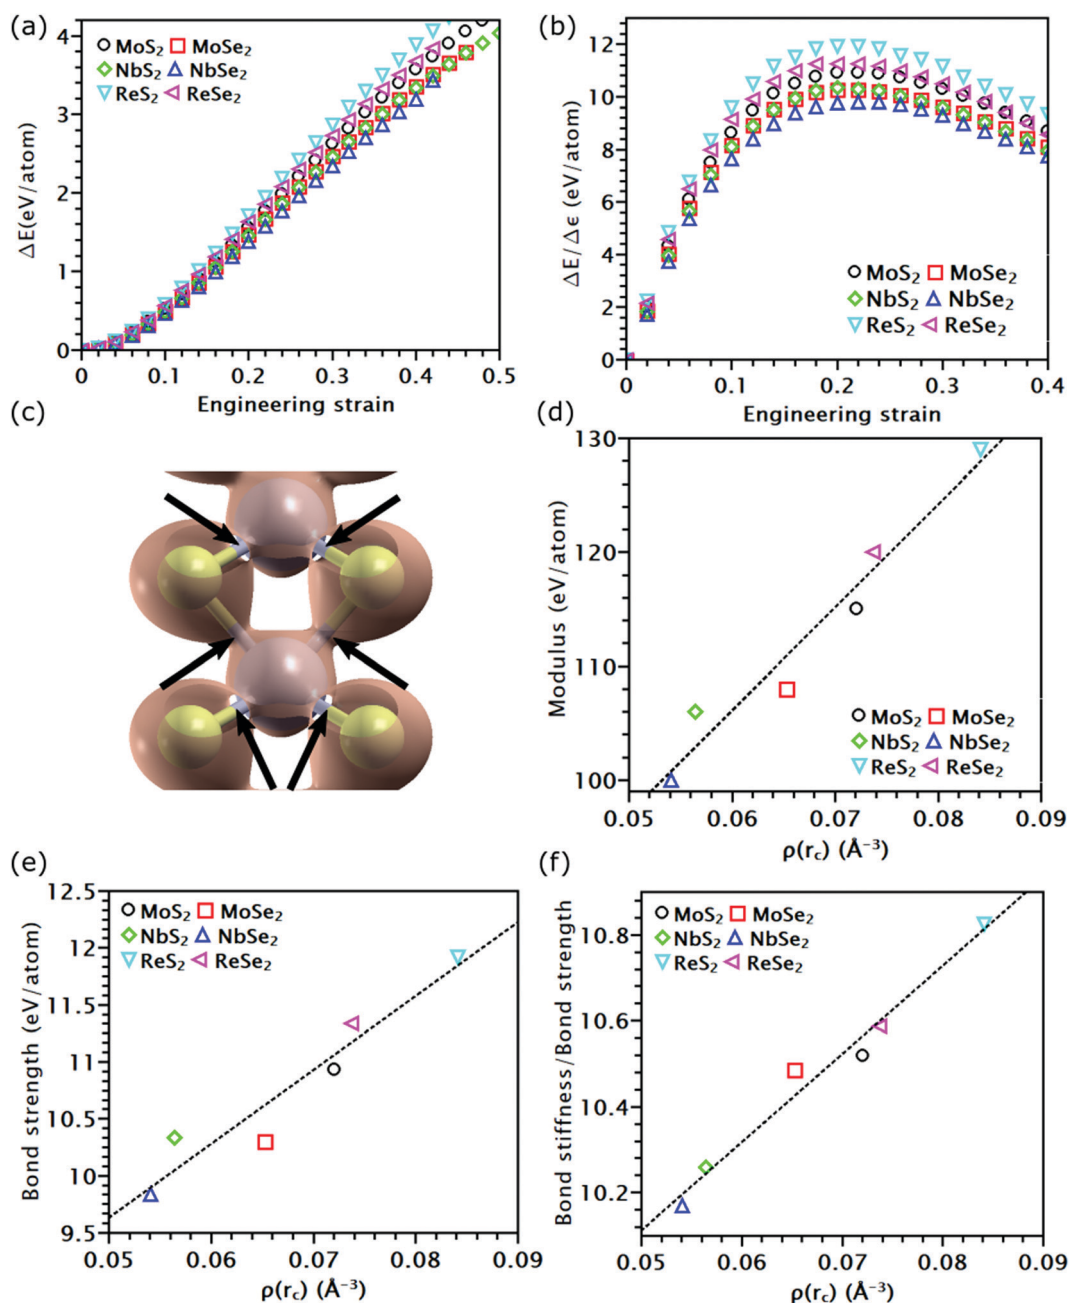 (a)
4
3
2
1
0
ΔE(eV/atom)
MoS₂ MoSe₂
NbS₂ NbSe₂
ReS₂ ReSe₂
0 0.1 0.2 0.3 0.4 0.5
Engineering strain
(b)
12
10
8
6
4
2
0
ΔE/Δϵ (eV/atom)
MoS₂ MoSe₂
NbS₂ NbSe₂
ReS₂ ReSe₂
0 0.1 0.2 0.3 0.4
Engineering strain
(c)
(d)
130
120
110
100
Modulus (eV/atom)
MoS₂ MoSe₂
NbS₂ NbSe₂
ReS₂ ReSe₂
0.05 0.06 0.07 0.08 0.09
ρ(r꜀) (Å⁻³)
(e)
12.5
12
11.5
11
10.5
10
9.5
Bond strength (eV/atom)
MoS₂ MoSe₂
NbS₂ NbSe₂
ReS₂ ReSe₂
0.05 0.06 0.07 0.08 0.09
ρ(r꜀) (Å⁻³)
(f)
10.8
10.6
10.4
10.2
Bond stiffness/Bond strength
MoS₂ MoSe₂
NbS₂ NbSe₂
ReS₂ ReSe₂
0.05 0.06 0.07 0.08 0.09
ρ(r꜀) (Å⁻³)